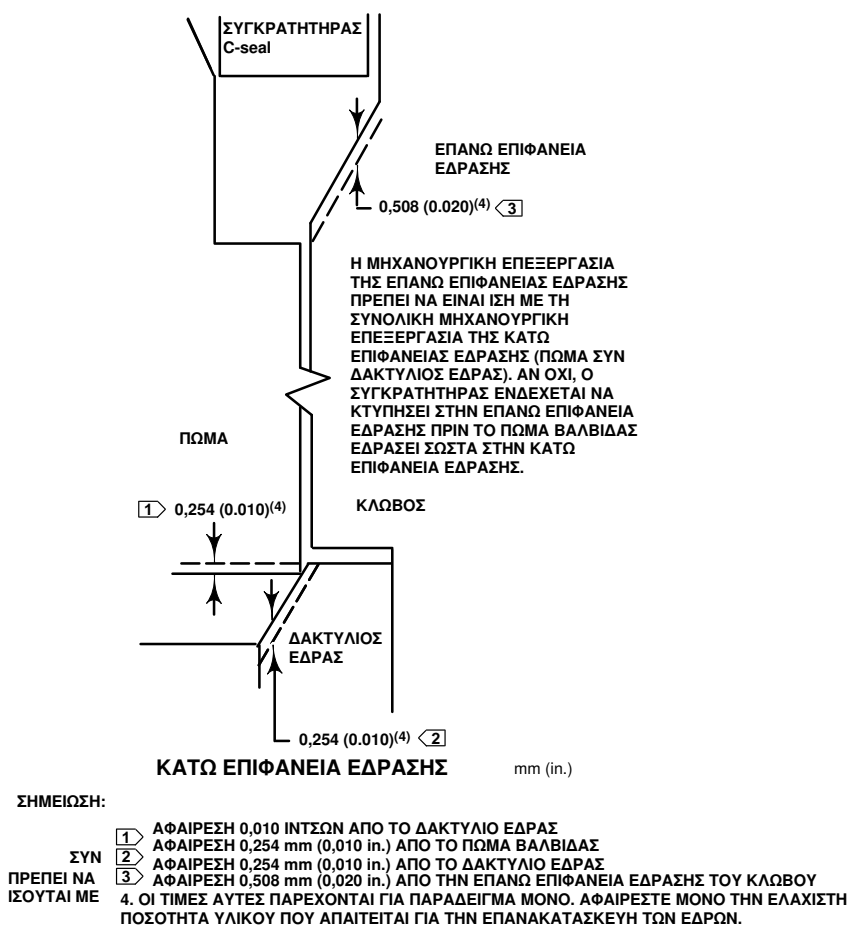 ΣΥΓΚΡΑΤΗΤΗΡΑΣ
C-seal
ΕΠΑΝΩ ΕΠΙΦΑΝΕΙΑ
ΕΔΡΑΣΗΣ
0,508 (0.020)(4) 3
Η ΜΗΧΑΝΟΥΡΓΙΚΗ ΕΠΕΞΕΡΓΑΣΙΑ
ΤΗΣ ΕΠΑΝΩ ΕΠΙΦΑΝΕΙΑΣ ΕΔΡΑΣΗΣ
ΠΡΕΠΕΙ ΝΑ ΕΙΝΑΙ ΙΣΗ ΜΕ ΤΗ
ΣΥΝΟΛΙΚΗ ΜΗΧΑΝΟΥΡΓΙΚΗ
ΕΠΕΞΕΡΓΑΣΙΑ ΤΗΣ ΚΑΤΩ
ΕΠΙΦΑΝΕΙΑΣ ΕΔΡΑΣΗΣ (ΠΩΜΑ ΣΥΝ
ΔΑΚΤΥΛΙΟΣ ΕΔΡΑΣ). ΑΝ ΟΧΙ, Ο
ΣΥΓΚΡΑΤΗΤΗΡΑΣ ΕΝΔΕΧΕΤΑΙ ΝΑ
ΚΤΥΠΗΣΕΙ ΣΤΗΝ ΕΠΑΝΩ ΕΠΙΦΑΝΕΙΑ
ΕΔΡΑΣΗΣ ΠΡΙΝ ΤΟ ΠΩΜΑ ΒΑΛΒΙΔΑΣ
ΕΔΡΑΣΕΙ ΣΩΣΤΑ ΣΤΗΝ ΚΑΤΩ
ΕΠΙΦΑΝΕΙΑ ΕΔΡΑΣΗΣ.
ΠΩΜΑ
1 0,254 (0.010)(4)
ΚΛΩΒΟΣ
ΔΑΚΤΥΛΙΟΣ
ΕΔΡΑΣ
0,254 (0.010)(4) 2
ΚΑΤΩ ΕΠΙΦΑΝΕΙΑ ΕΔΡΑΣΗΣ
mm (in.)
ΣΗΜΕΙΩΣΗ:
ΑΦΑΙΡΕΣΗ 0,010 ΙΝΤΣΩΝ ΑΠΟ ΤΟ ΔΑΚΤΥΛΙΟ ΕΔΡΑΣ
1 ΑΦΑΙΡΕΣΗ 0,254 mm (0,010 in.) ΑΠΟ ΤΟ ΠΩΜΑ ΒΑΛΒΙΔΑΣ
ΣΥΝ 2 ΑΦΑΙΡΕΣΗ 0,254 mm (0,010 in.) ΑΠΟ ΤΟ ΔΑΚΤΥΛΙΟ ΕΔΡΑΣ
ΠΡΕΠΕΙ ΝΑ
ΙΣΟΥΤΑΙ ΜΕ
3 ΑΦΑΙΡΕΣΗ 0,508 mm (0,020 in.) ΑΠΟ ΤΗΝ ΕΠΑΝΩ ΕΠΙΦΑΝΕΙΑ ΕΔΡΑΣΗΣ ΤΟΥ ΚΛΩΒΟΥ
4. ΟΙ ΤΙΜΕΣ ΑΥΤΕΣ ΠΑΡΕΧΟΝΤΑΙ ΓΙΑ ΠΑΡΑΔΕΙΓΜΑ ΜΟΝΟ. ΑΦΑΙΡΕΣΤΕ ΜΟΝΟ ΤΗΝ ΕΛΑΧΙΣΤΗ
ΠΟΣΟΤΗΤΑ ΥΛΙΚΟΥ ΠΟΥ ΑΠΑΙΤΕΙΤΑΙ ΓΙΑ ΤΗΝ ΕΠΑΝΑΚΑΤΑΣΚΕΥΗ ΤΩΝ ΕΔΡΩΝ.